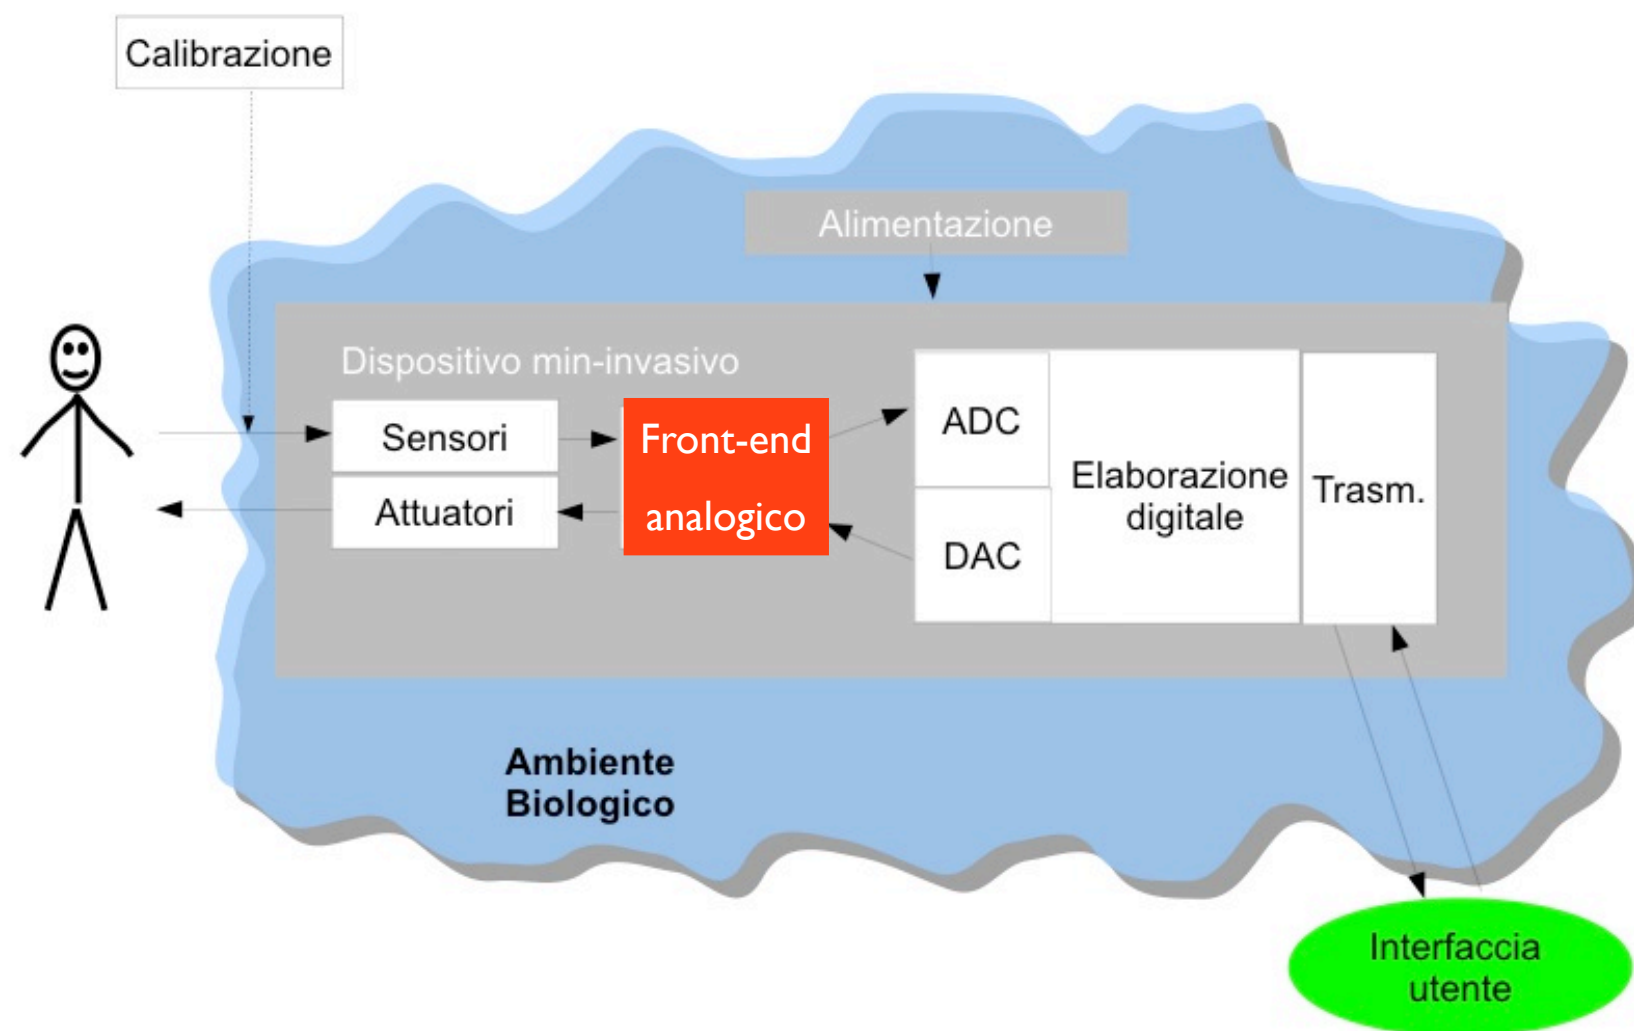 Calibrazione
Alimentazione
Dispositivo min-invasivo
Sensori
Attuatori
Front-end
analogico
ADC
DAC
Elaborazione
digitale
Trasm.
Ambiente
Biologico
Interfaccia
utente